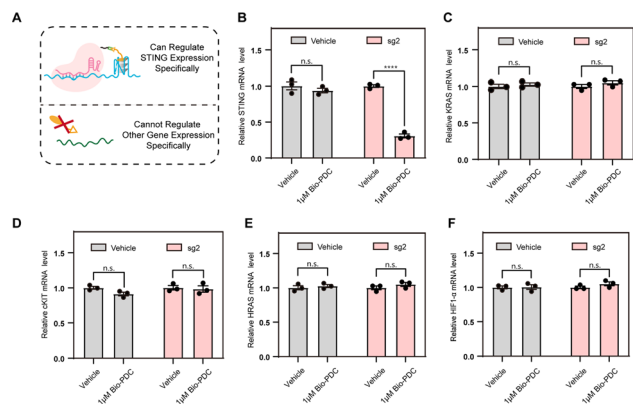 A
Can Regulate
STING Expression
Specifically
Cannot Regulate
Other Gene Expression
Specifically
B
Vehicle
sg2
Relative STING mRNA level
1.5
1.0
0.5
0.0
n.s.
****
Vehicle
1μM Bio-PDC
Vehicle
1μM Bio-PDC
C
Vehicle
sg2
Relative KRAS mRNA level
1.5
1.0
0.5
0.0
n.s.
n.s.
Vehicle
1μM Bio-PDC
Vehicle
1μM Bio-PDC
D
Vehicle
sg2
Relative cKIT mRNA level
1.5
1.0
0.5
0.0
n.s.
n.s.
Vehicle
1μM Bio-PDC
Vehicle
1μM Bio-PDC
E
Vehicle
sg2
Relative HRAS mRNA level
1.5
1.0
0.5
0.0
n.s.
n.s.
Vehicle
1μM Bio-PDC
Vehicle
1μM Bio-PDC
F
Vehicle
sg2
Relative HIF1-α mRNA level
1.5
1.0
0.5
0.0
n.s.
n.s.
Vehicle
1μM Bio-PDC
Vehicle
1μM Bio-PDC